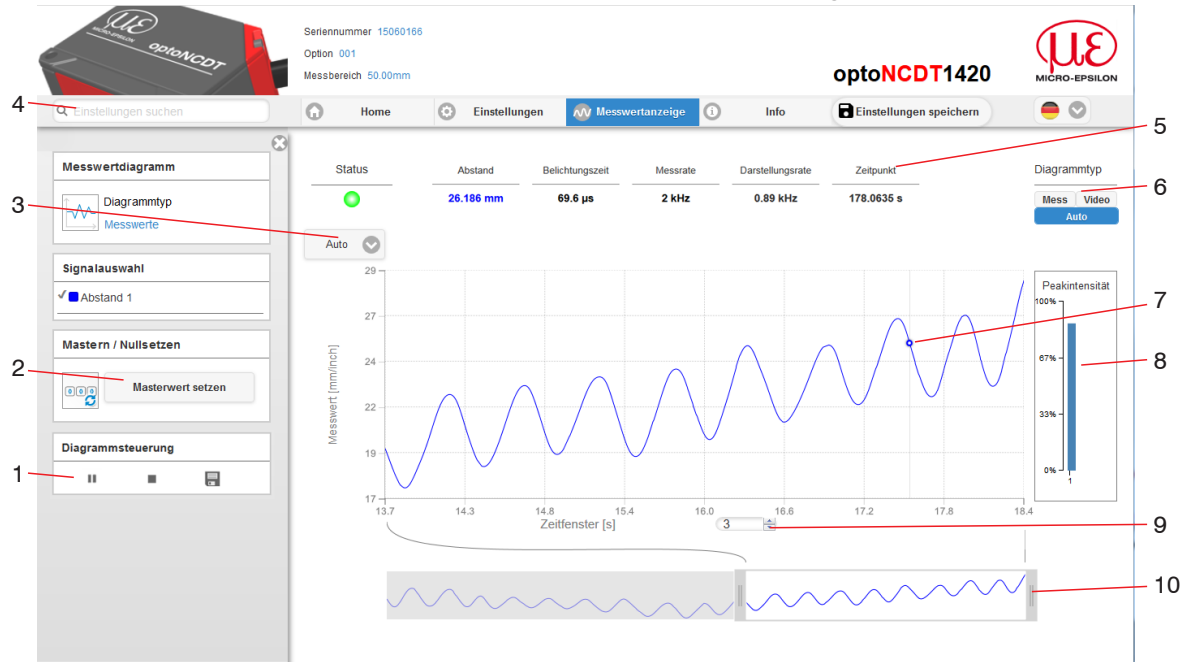 µε
MICRO-EPSILON
optoNCDT
Seriennummer 15060166
Option 001
Messbereich 50.00mm
optoNCDT1420
µε
MICRO-EPSILON
4
Einstellungen suchen
Home
Einstellungen
Messwertanzeige
Info
Einstellungen speichern
5
Messwertdiagramm
Diagrammtyp
Messwerte
3
Status
Abstand
Belichtungszeit
Messrate
Darstellungsrate
Zeitpunkt
26.186 mm
69.6 µs
2 kHz
0.89 kHz
178.0635 s
Diagrammtyp
6
Mess
Video
Auto
Auto
Signalauswahl
Abstand 1
Mastern / Nullsetzen
2
000
Masterwert setzen
Diagrammsteuerung
1
29
27
24
22
19
17
Messwert [mm/inch]
13.7
14.3
14.8
15.4
16.0
16.6
17.2
17.8
18.4
Zeitfenster [s]
3
Peakintensität
100%
67%
33%
0%
1
7
8
9
10